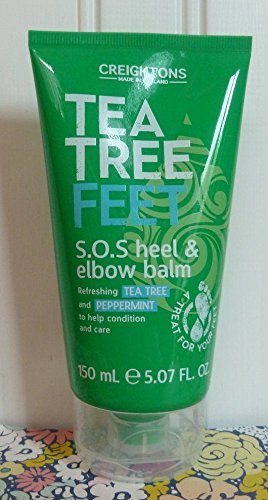 CREIGHTONS
MADE IN ENGLAND
TEA
TREE
FEET
S.O.S heel &
elbow balm
Refreshing TEA TREE
and PEPPERMINT
to help condition
and care
A TREAT FOR YOUR FEET
150 mL e 5.07 FL. OZ